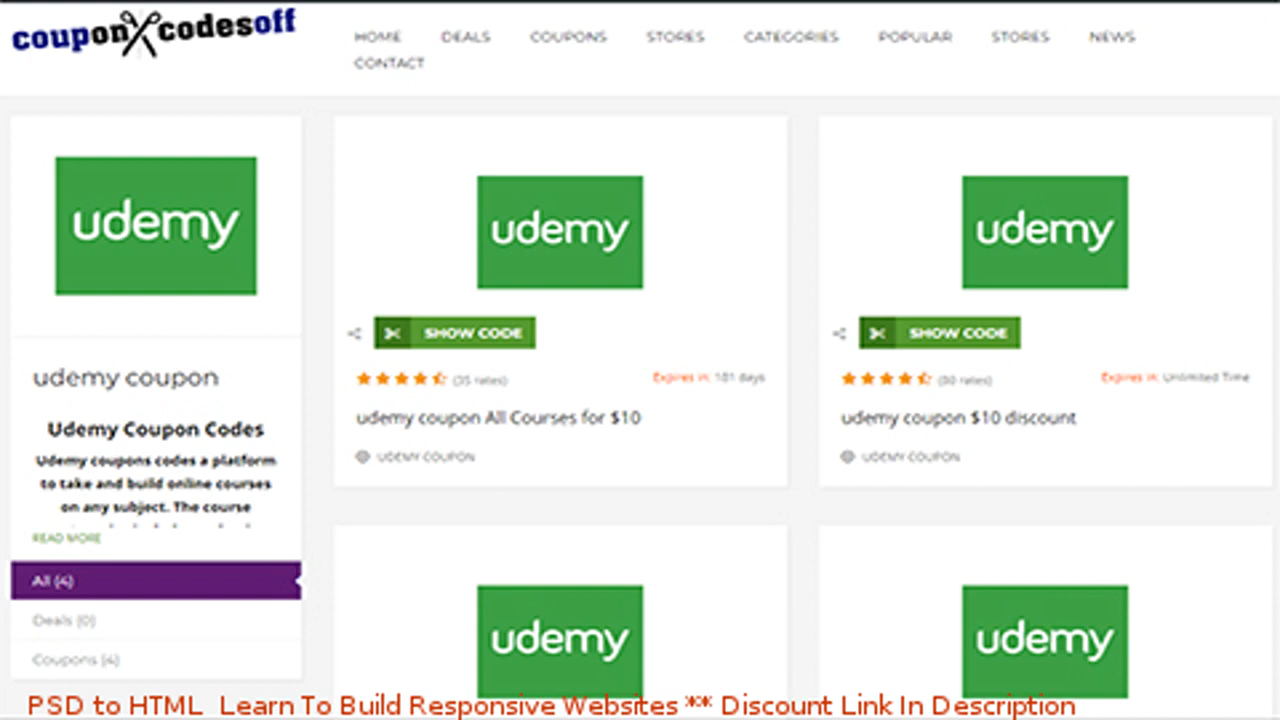 couponcodesoff
HOME DEALS COUPONS STORES CATEGORIES POPULAR STORES NEWS
CONTACT
udemy
udemy coupon
Udemy Coupon Codes
Udemy coupons codes a platform
to take and build online courses
on any subject. The course
READ MORE
All (4)
Deals (0)
Coupons (4)
udemy
SHOW CODE
(35 rates) Expires in: 181 days
udemy coupon All Courses for $10
UDEMY COUPON
udemy
SHOW CODE
Expires in: Unlimited Time
udemy coupon $10 discount
UDEMY COUPON
udemy
udemy
PSD to HTML Learn To Build Responsive Websites ** Discount Link In Description